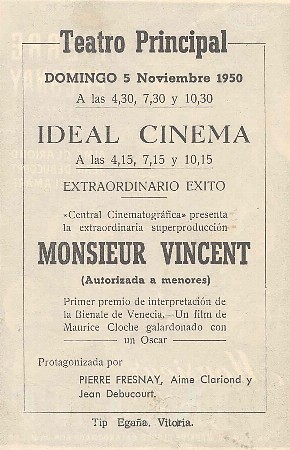 Teatro Principal
DOMINGO 5 Noviembre 1950
A las 4,30, 7,30 y 10,30
IDEAL CINEMA
A las 4,15, 7,15 y 10,15
EXTRAORDINARIO EXITO
«Central Cinematográfica» presenta
la extraordinaria superproducción
MONSIEUR VINCENT
(Autorizada a menores)
Primer premio de interpretación de
la Bienale de Venecia.—Un film de
Maurice Cloche galardonado con
un Oscar
Protagonizada por
PIERRE FRESNAY, Aime Clariond y
Jean Debucourt.
Tip Egaña. Vitoria.